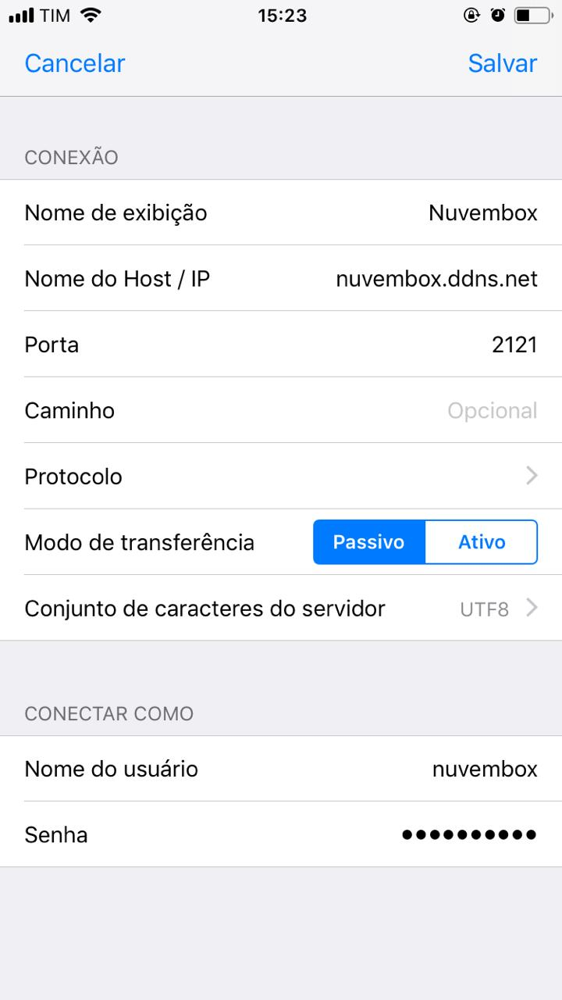 TIM 15:23
Cancelar Salvar
CONEXÃO
Nome de exibição Nuvembox
Nome do Host / IP nuvembox.ddns.net
Porta 2121
Caminho Opcional
Protocolo
Modo de transferência Passivo Ativo
Conjunto de caracteres do servidor UTF8
CONECTAR COMO
Nome do usuário nuvembox
Senha ••••••••••